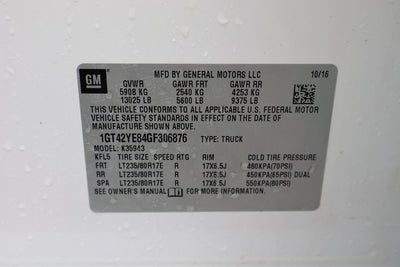 GM
MFD BY GENERAL MOTORS LLC 10/16
GVWR GAWR FRT GAWR RR
5908 KG 2540 KG 4253 KG
13025 LB 5600 LB 9375 LB
THIS VEHICLE CONFORMS TO ALL APPLICABLE U.S. FEDERAL MOTOR
VEHICLE SAFETY STANDARDS IN EFFECT ON THE DATE OF
MANUFACTURE SHOWN ABOVE.
1GT42YE84GF306876 TYPE: TRUCK
MODEL: K35943
KFL5 TIRE SIZE SPEED RTG RIM COLD TIRE PRESSURE
FRT LT235/80R17E R 17X6.5J 480KPA(70PSI)
RR LT235/80R17E R 17X6.5J 450KPA(65PSI) DUAL
SPA LT235/80R17E R 17X6.5J 550KPA(80PSI)
SEE OWNER'S MANUAL FOR MORE INFORMATION.